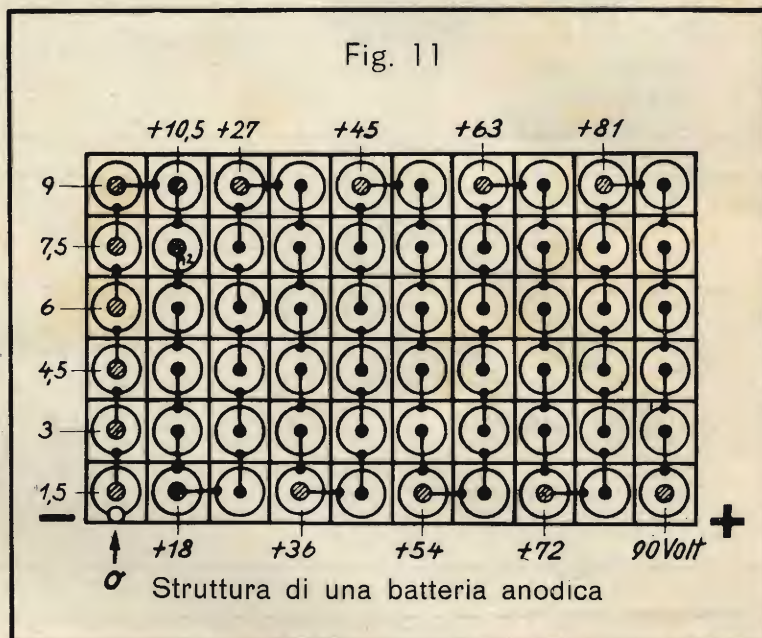 Fig. 11
+10,5 +27 +45 +63 +81
9
7,5
12
6
4,5
3
1,5
— +
+18 +36 +54 +72 90 Volt
σ Struttura di una batteria anodica